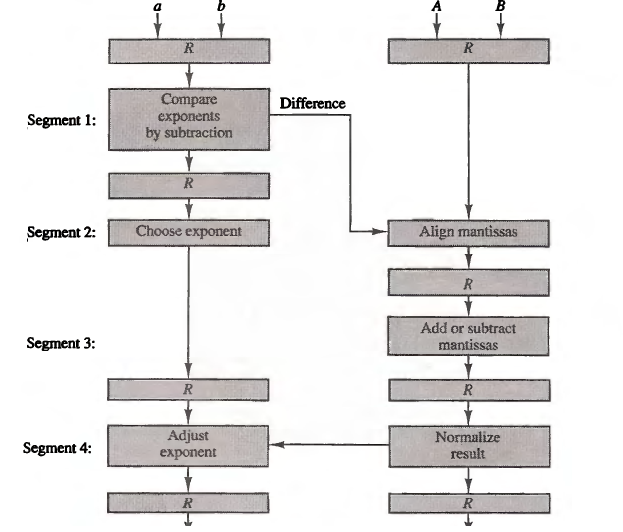 a b A B
R R
Compare
exponents
by subtraction
Segment 1:
Difference
R
Segment 2:
Choose exponent
Align mantissas
R
Add or subtract
mantissas
Segment 3:
R R
Segment 4:
Adjust
exponent
Normalize
result
R R